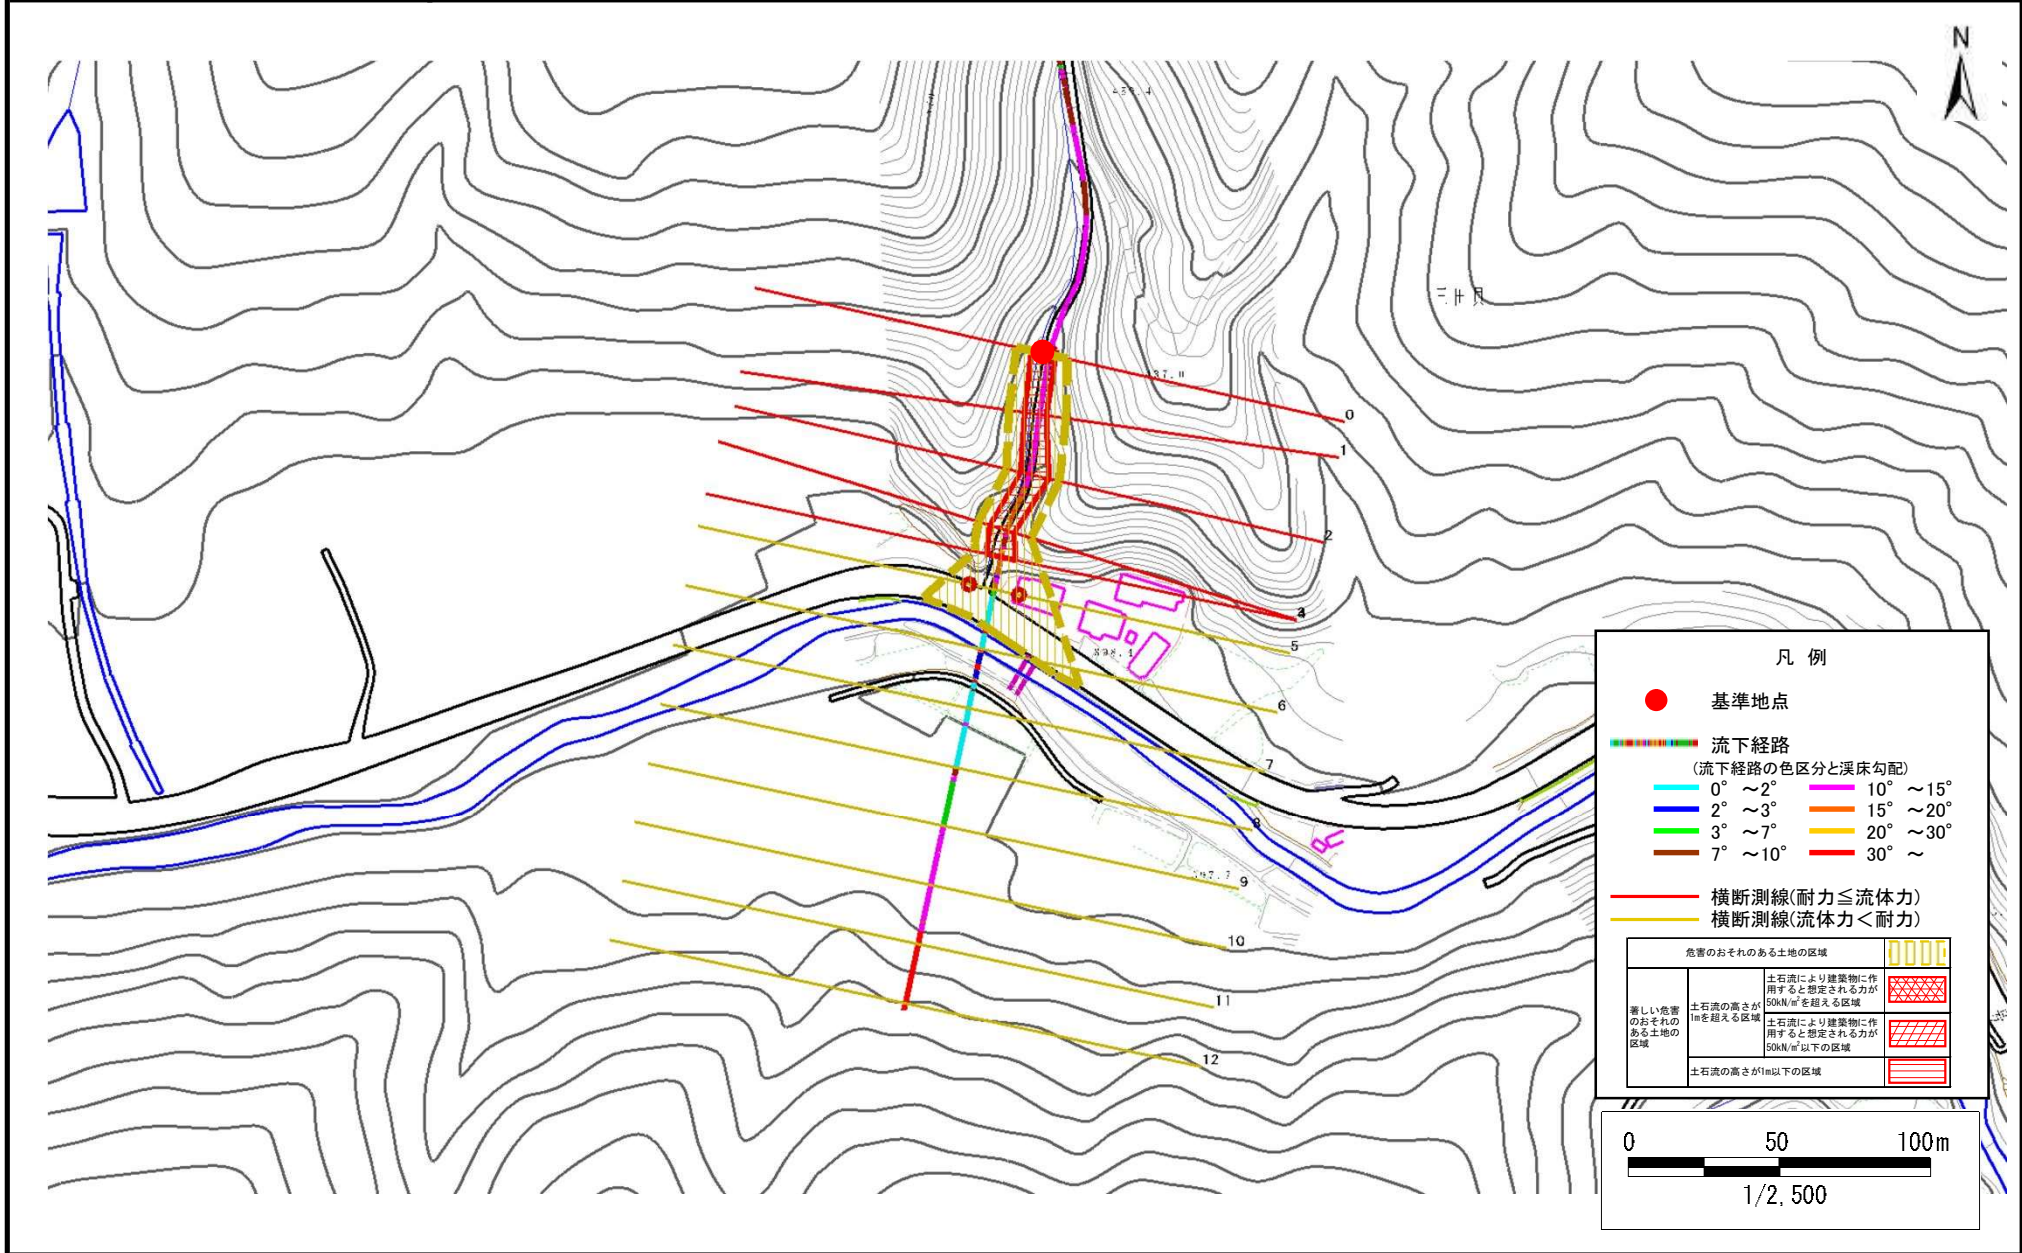 N
三井貝
0
1
2
3
4
5
6
7
8
9
10
11
12
凡 例
基準地点
流下経路
(流下経路の色区分と渓床勾配)
0° ～2° 10° ～15°
2° ～3° 15° ～20°
3° ～7° 20° ～30°
7° ～10° 30° ～
横断測線(耐力≦流体力)
横断測線(流体力＜耐力)
危害のおそれのある土地の区域
著しい危害
のおそれの
ある土地の
区域
土石流の高さが
1mを超える区域
土石流により建築物に作
用すると想定される力が
50kN/㎡を超える区域
土石流により建築物に作
用すると想定される力が
50kN/㎡以下の区域
土石流の高さが1m以下の区域
0 50 100m
1/2,500